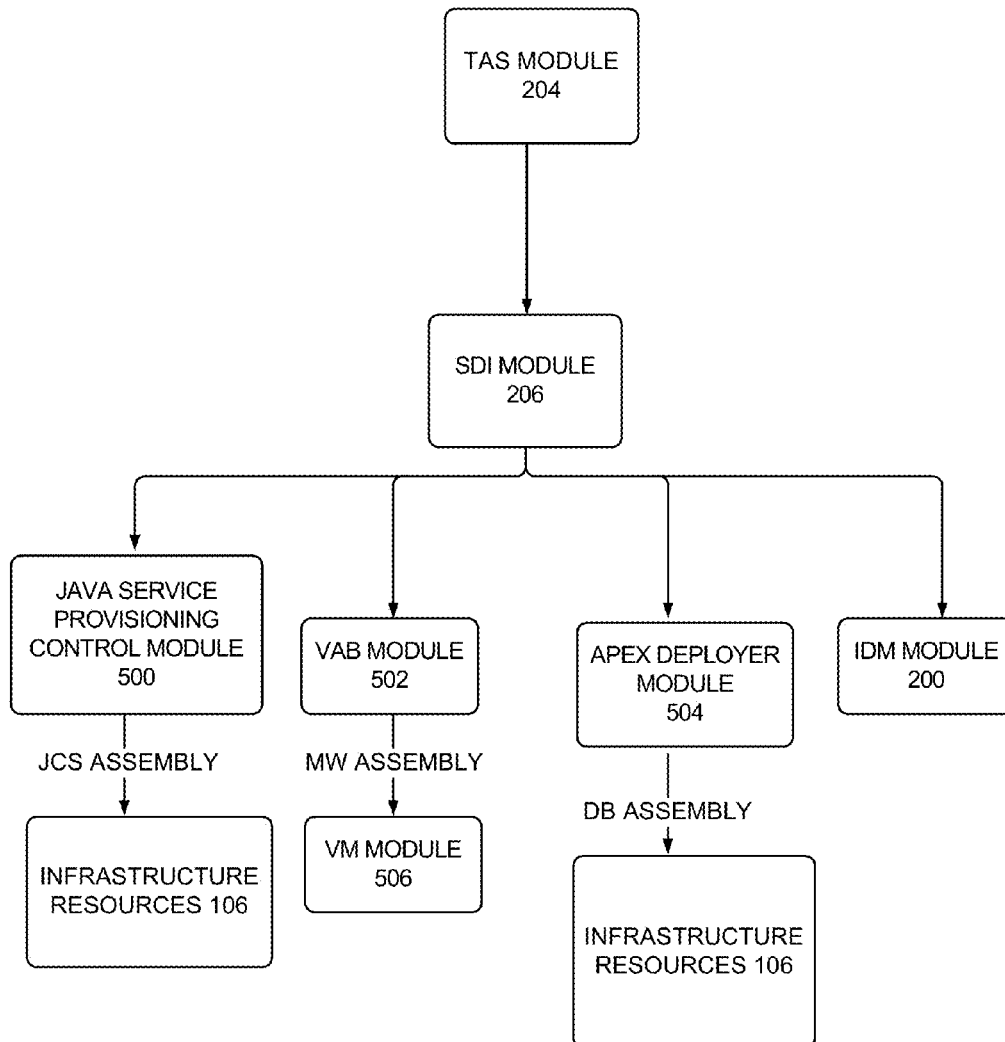 TAS MODULE
204
SDI MODULE
206
JAVA SERVICE
PROVISIONING
CONTROL MODULE
500
VAB MODULE
502
APEX DEPLOYER
MODULE
504
IDM MODULE
200
JCS ASSEMBLY
MW ASSEMBLY
DB ASSEMBLY
INFRASTRUCTURE
RESOURCES 106
VM MODULE
506
INFRASTRUCTURE
RESOURCES 106